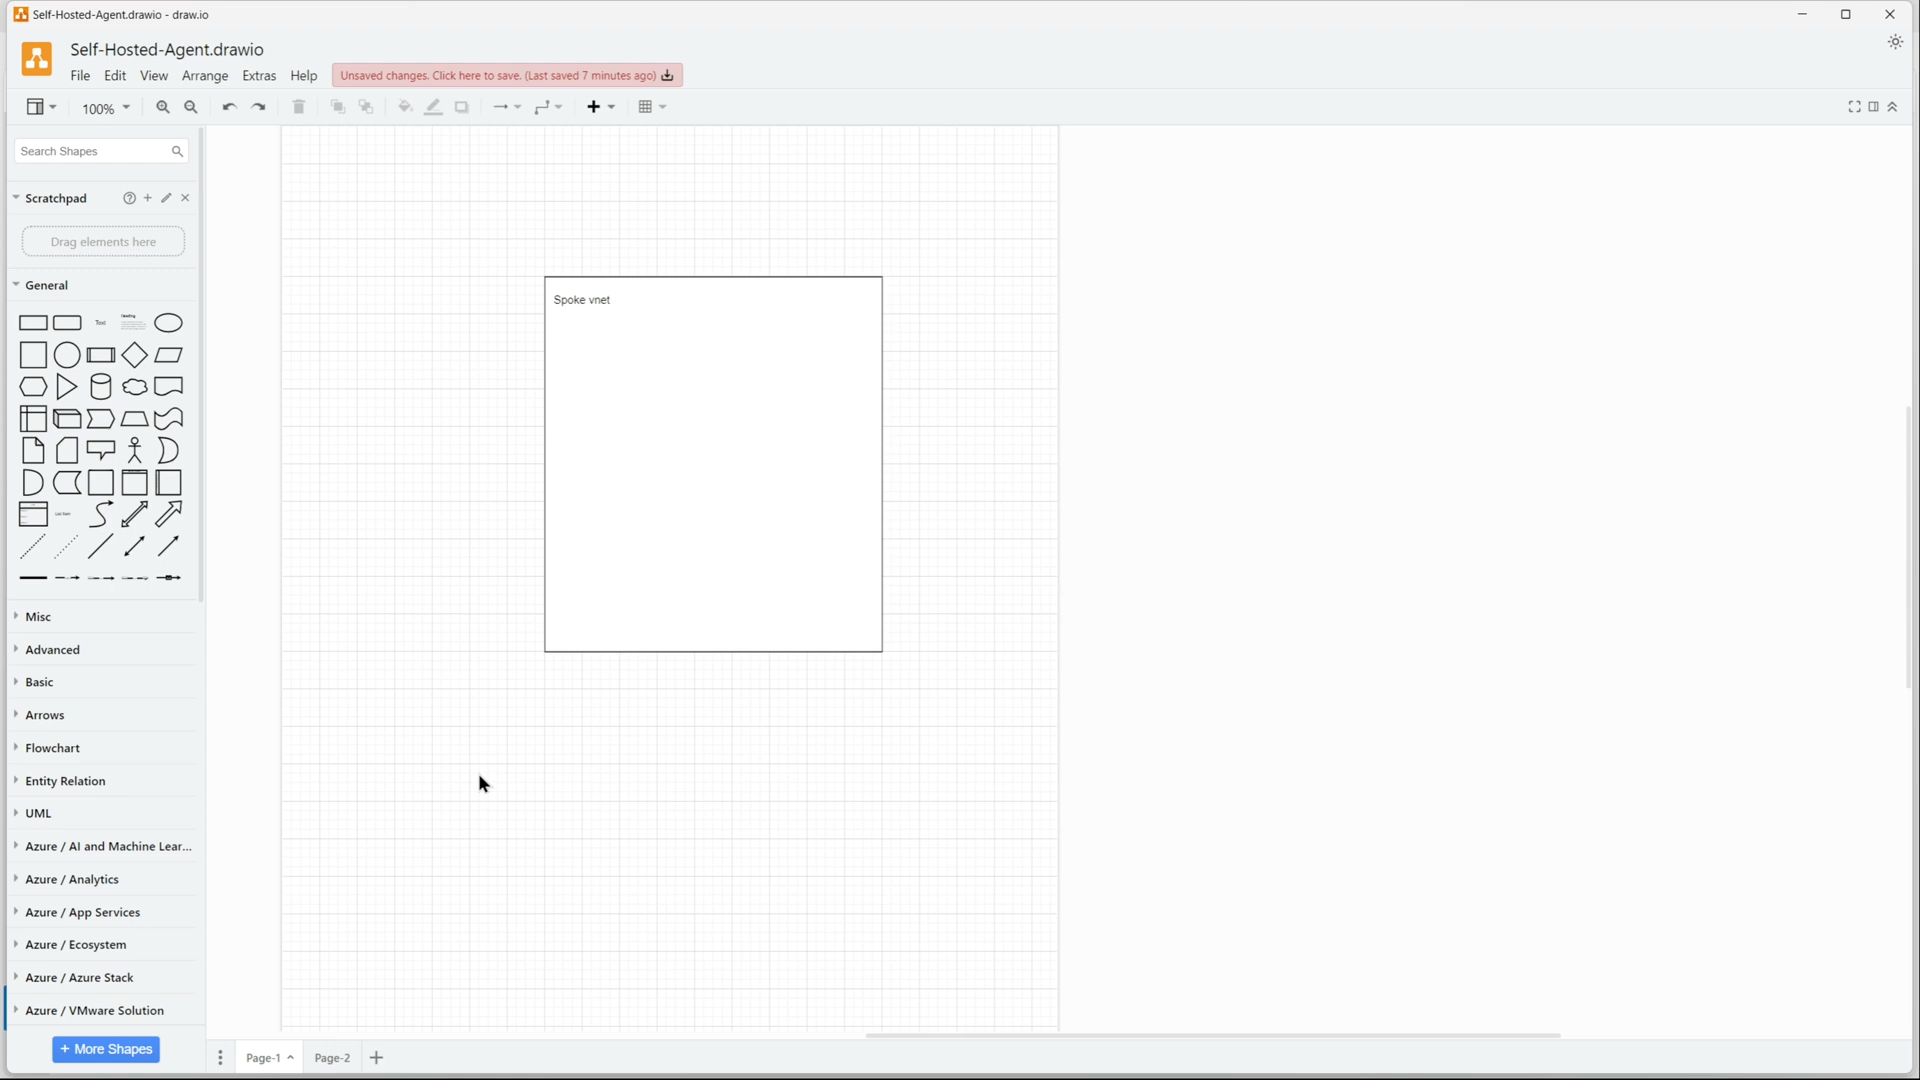 Self-Hosted-Agent.drawio - draw.io
Self-Hosted-Agent.drawio
File Edit View Arrange Extras Help Unsaved changes. Click here to save. (Last saved 7 minutes ago)
100%
Search Shapes
Scratchpad
Drag elements here
General
Text
Heading
List Item
Spoke vnet
Misc
Advanced
Basic
Arrows
Flowchart
Entity Relation
UML
Azure / AI and Machine Lear...
Azure / Analytics
Azure / App Services
Azure / Ecosystem
Azure / Azure Stack
Azure / VMware Solution
+ More Shapes
Page-1 Page-2